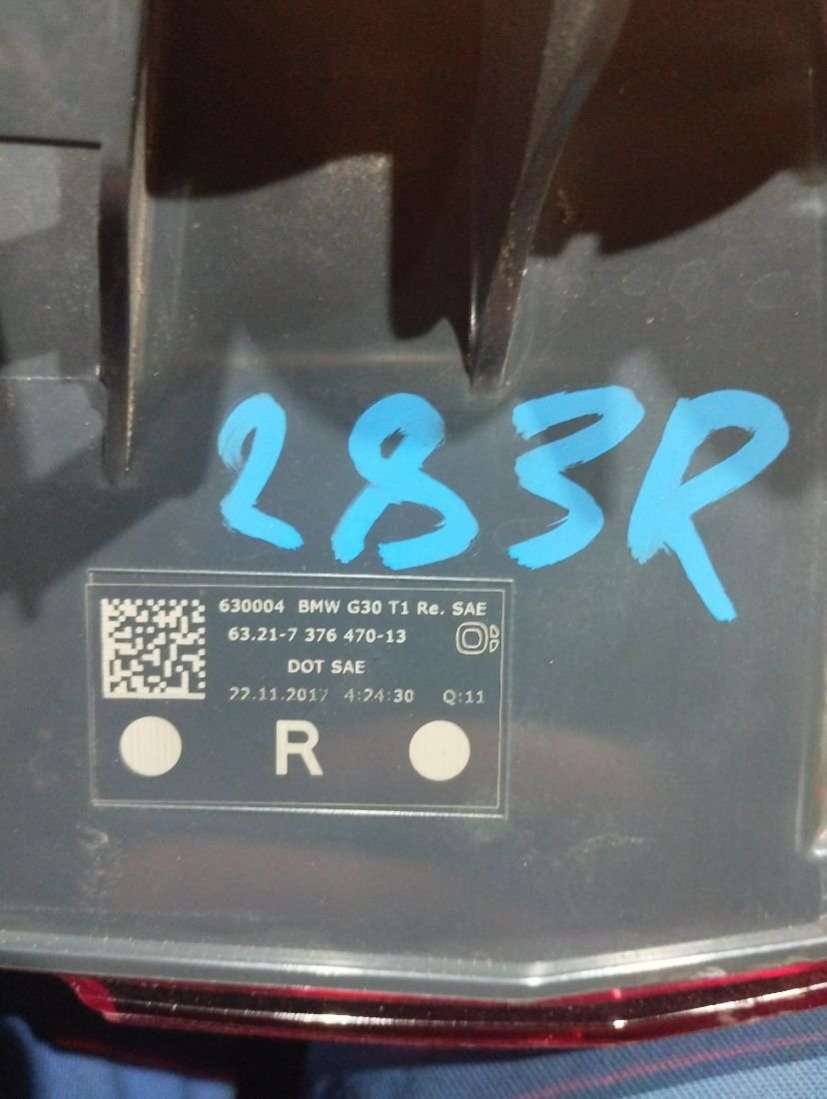 283R
630004 BMW G30 T1 Re. SAE
63.21-7 376 470-13
DOT SAE
22.11.2017 4:24:30 Q:11
R